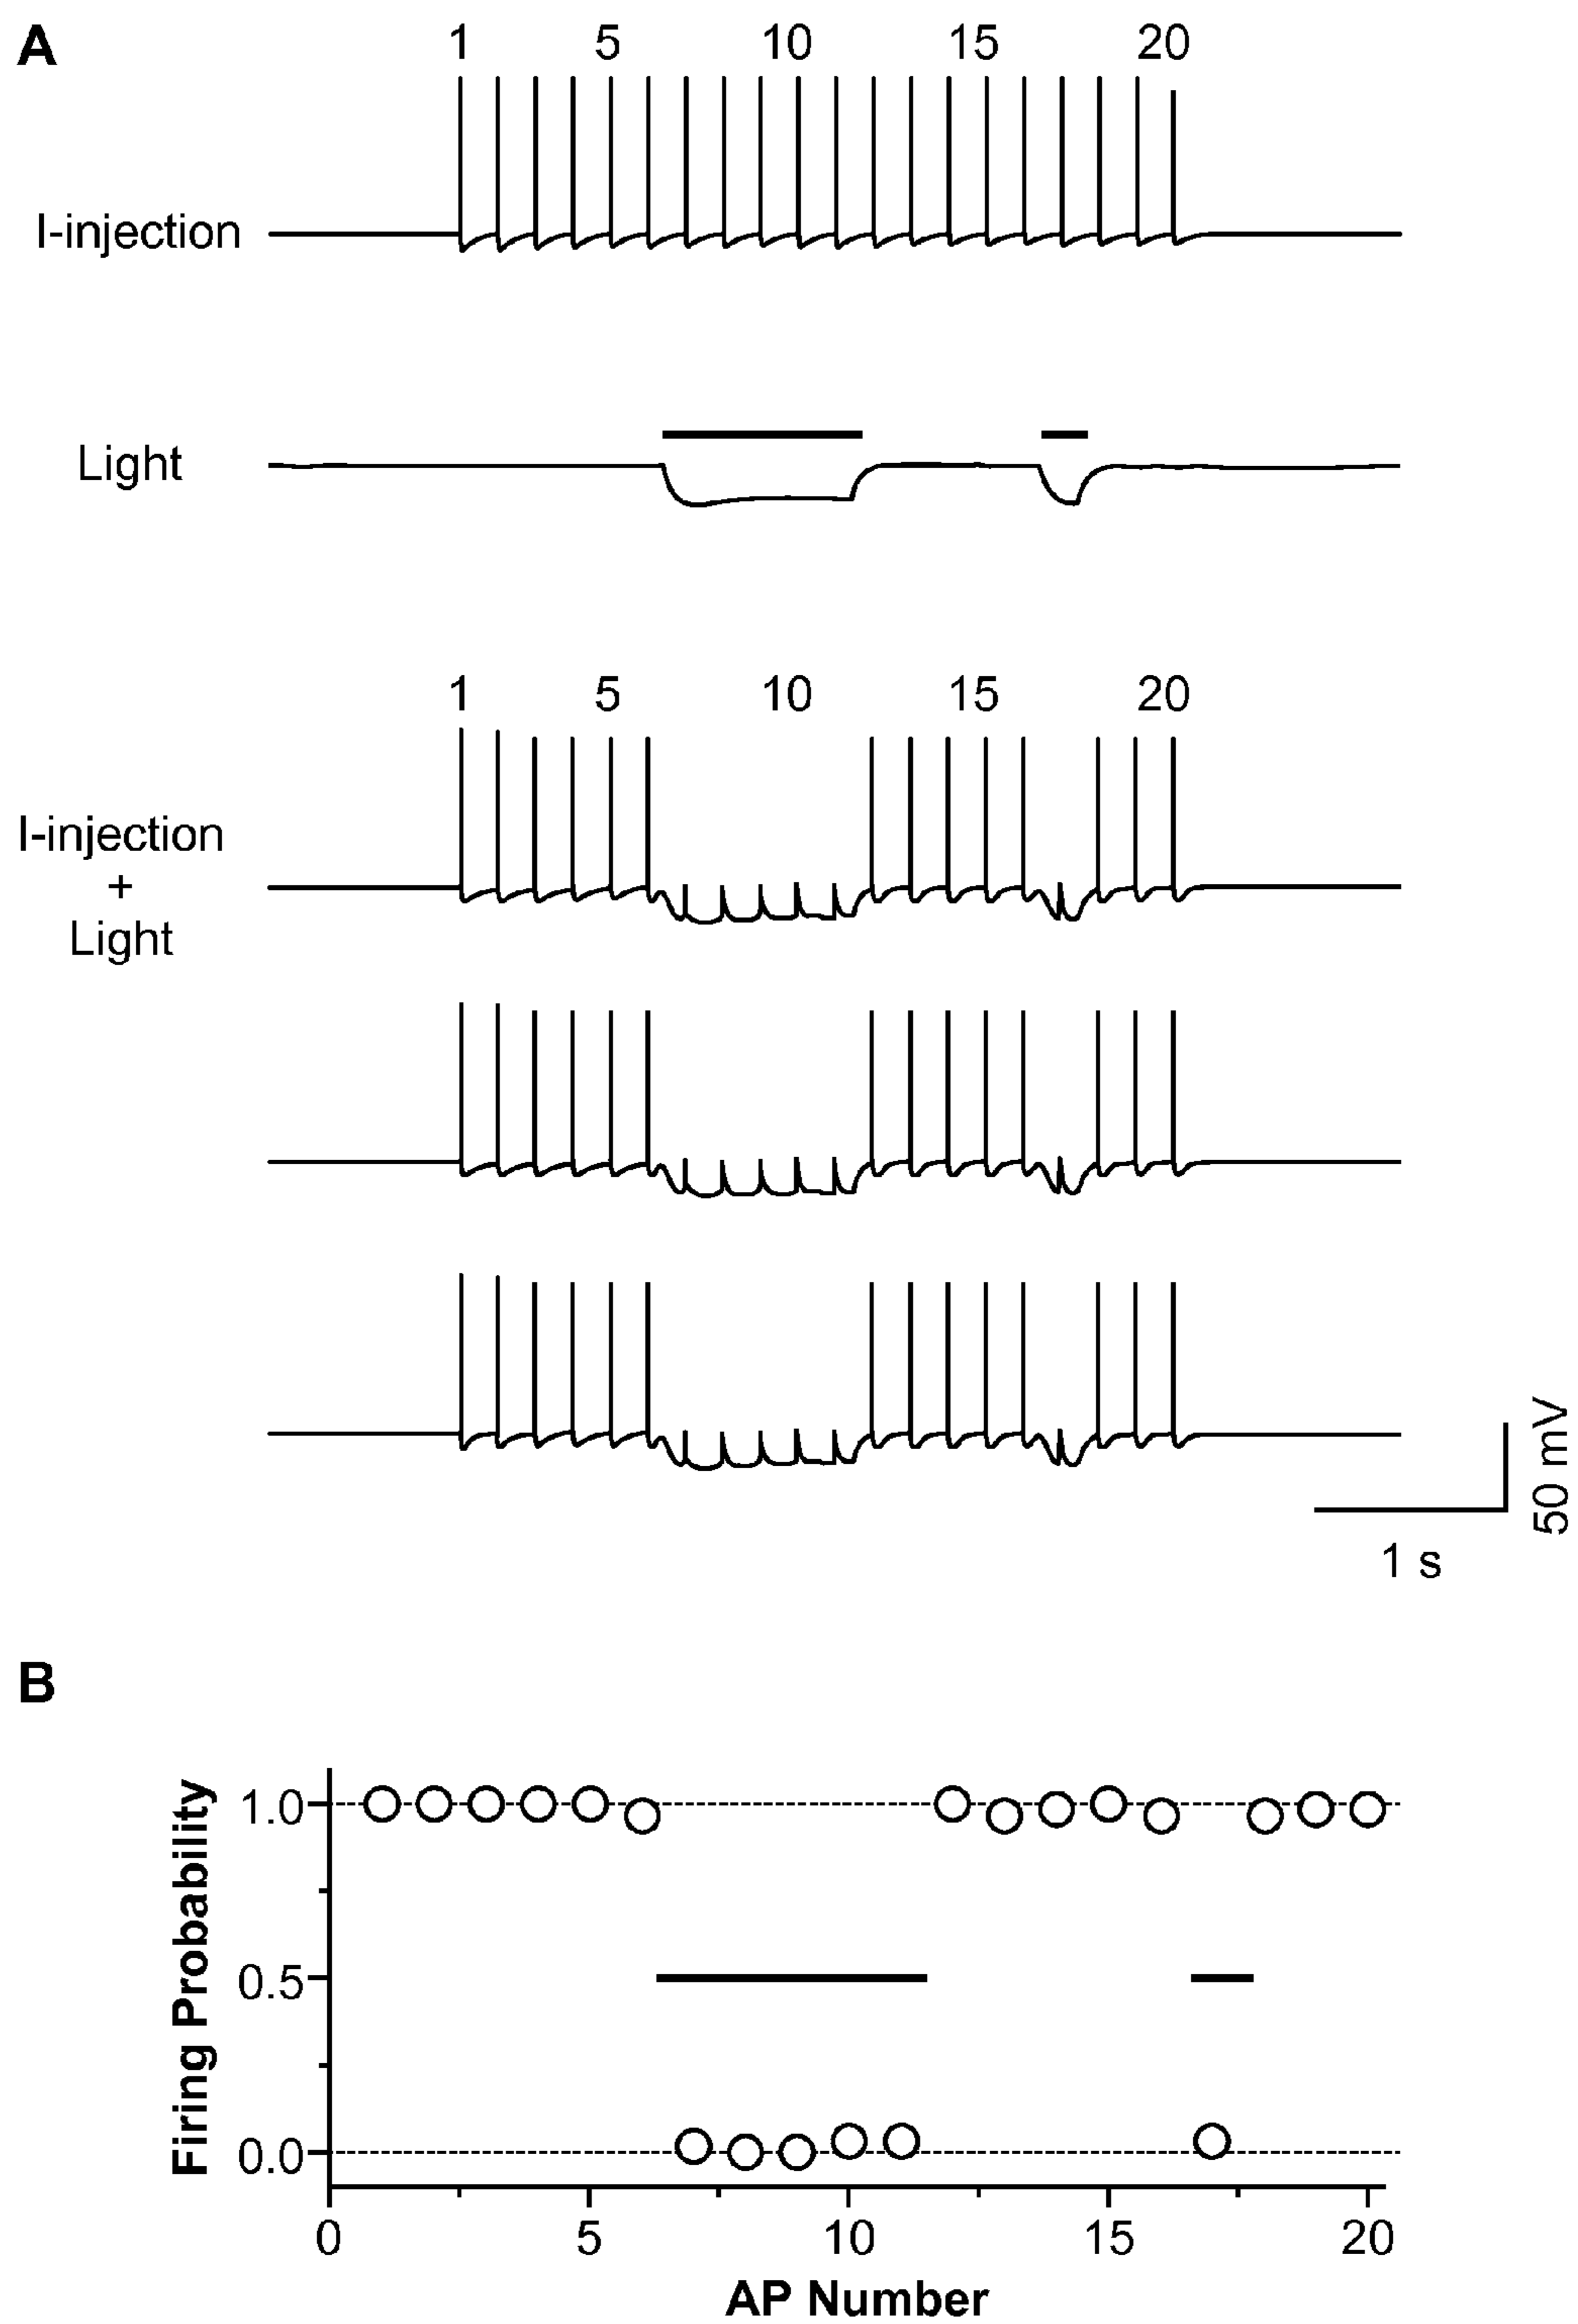 A
1 5 10 15 20
I-injection
Light
1 5 10 15 20
I-injection
+
Light
50 mV
1 s
B
Firing Probability
1.0
0.5
0.0
0 5 10 15 20
AP Number